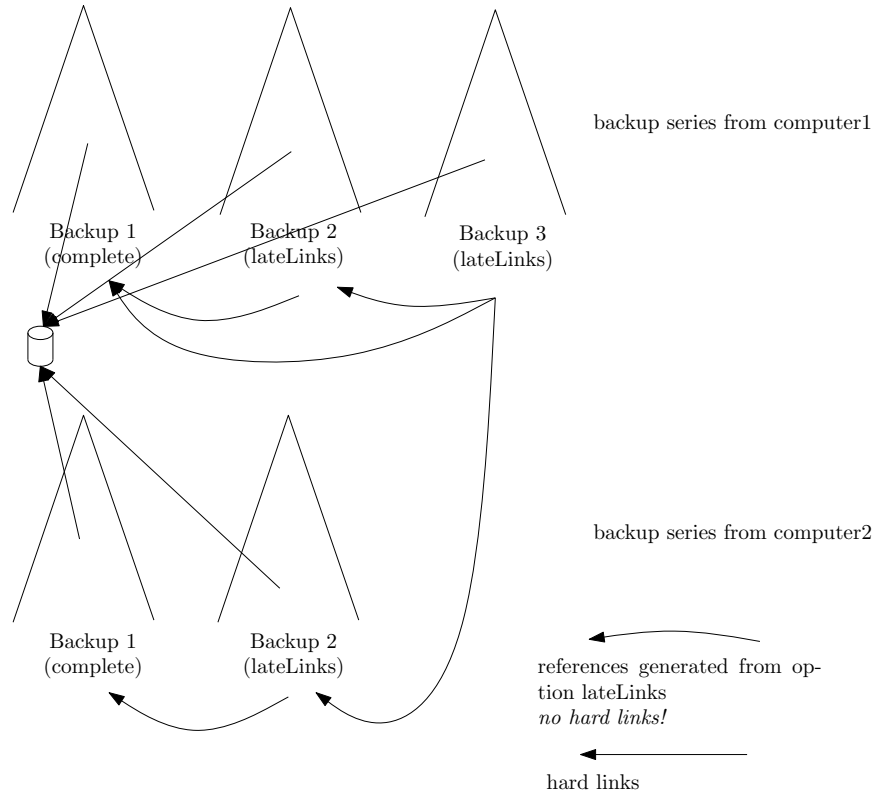 backup series from computer1
Backup 1
(complete)
Backup 2
(lateLinks)
Backup 3
(lateLinks)
backup series from computer2
Backup 1
(complete)
Backup 2
(lateLinks)
references generated from op-
tion lateLinks
no hard links!
hard links